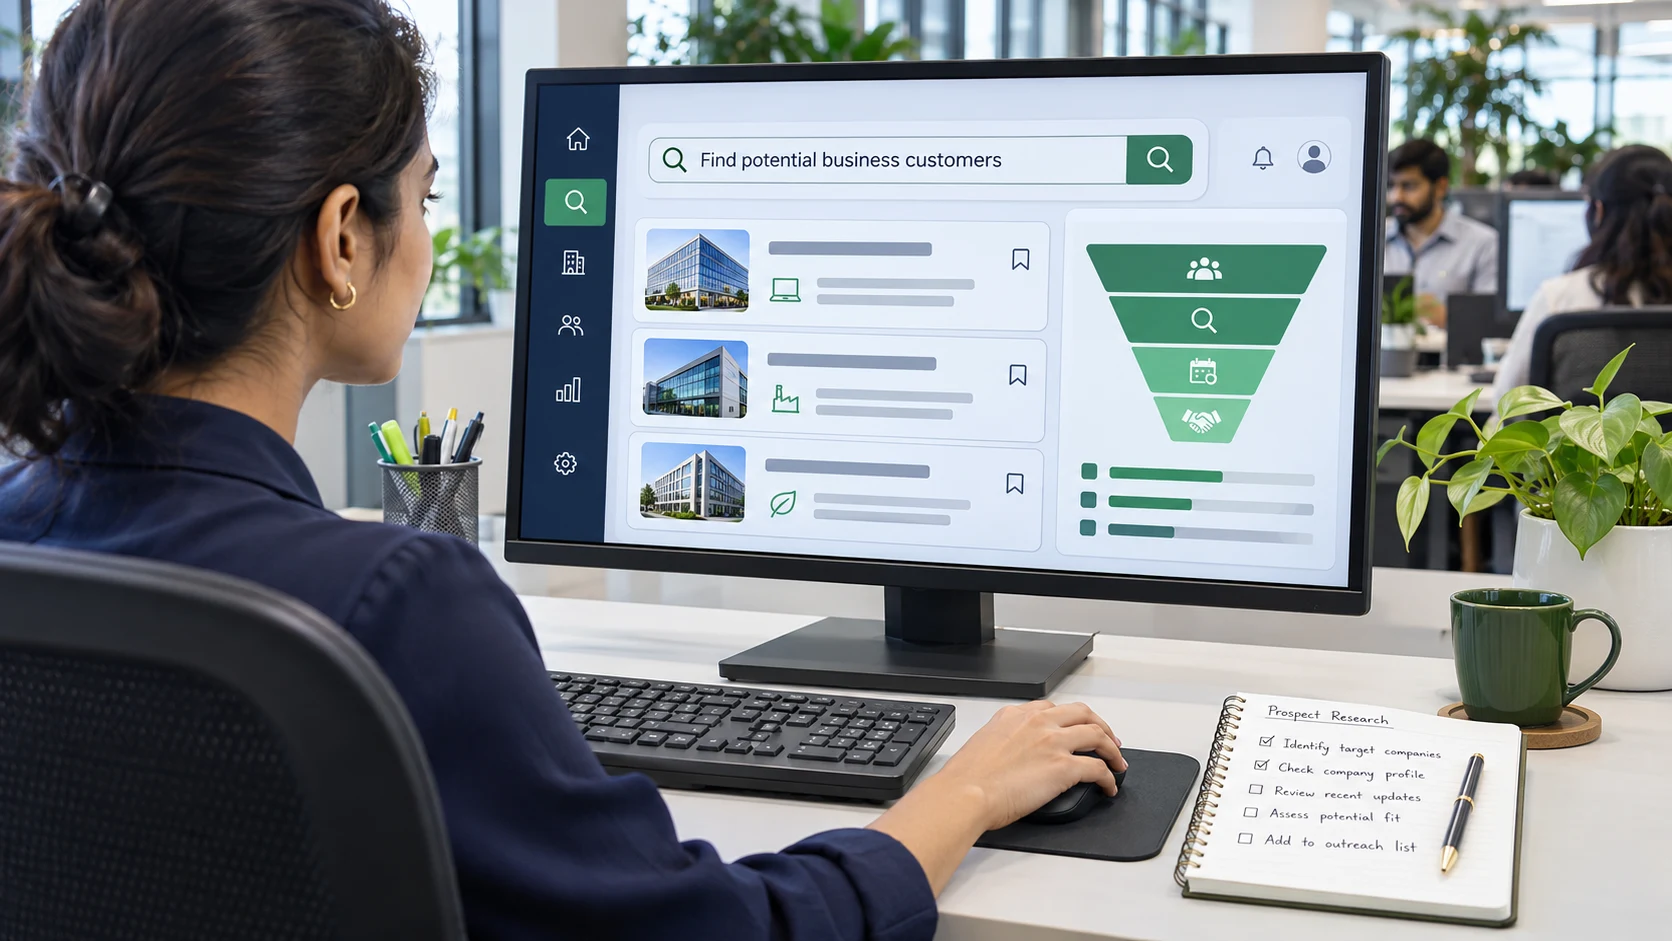 Find potential business customers
Prospect Research
Identify target companies
Check company profile
Review recent updates
Assess potential fit
Add to outreach list